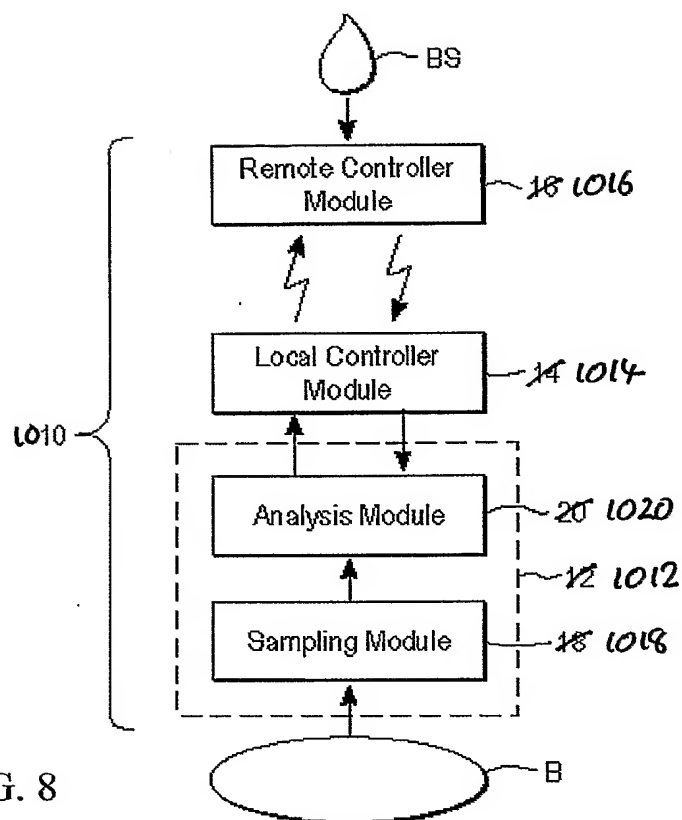 BS
Remote Controller
Module
16 1016
Local Controller
Module
14 1014
1010
Analysis Module
20 1020
12 1012
Sampling Module
18 1018
B
G. 8